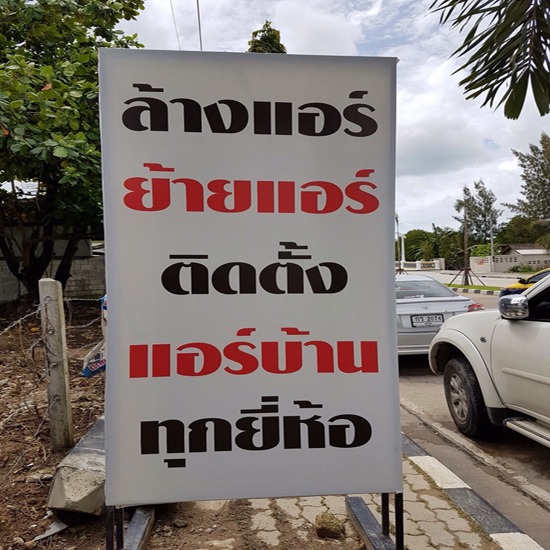 ล้างแอร์
ย้ายแอร์
ติดตั้ง
แอร์บ้าน
ทุกยี่ห้อ